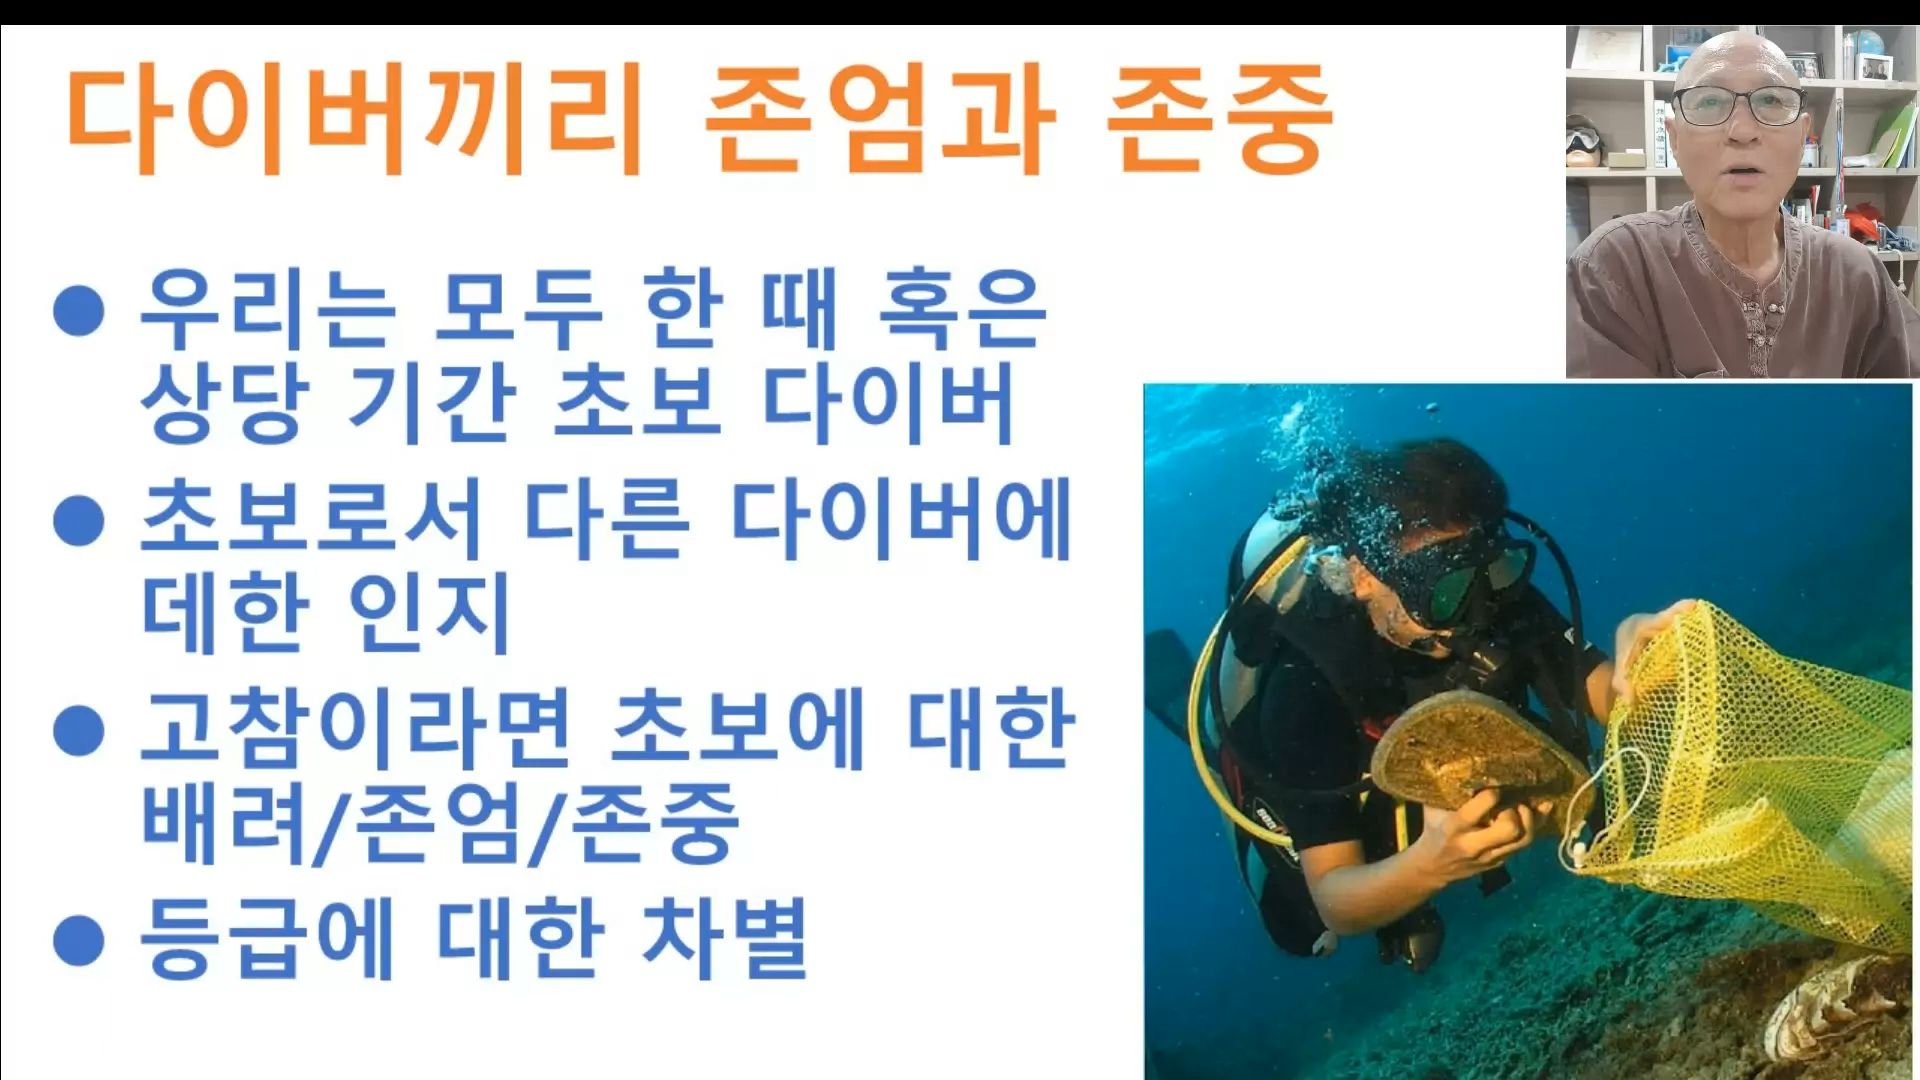 다이버끼리 존엄과 존중
● 우리는 모두 한 때 혹은
상당 기간 초보 다이버
● 초보로서 다른 다이버에
데한 인지
● 고참이라면 초보에 대한
배려/존엄/존중
● 등급에 대한 차별